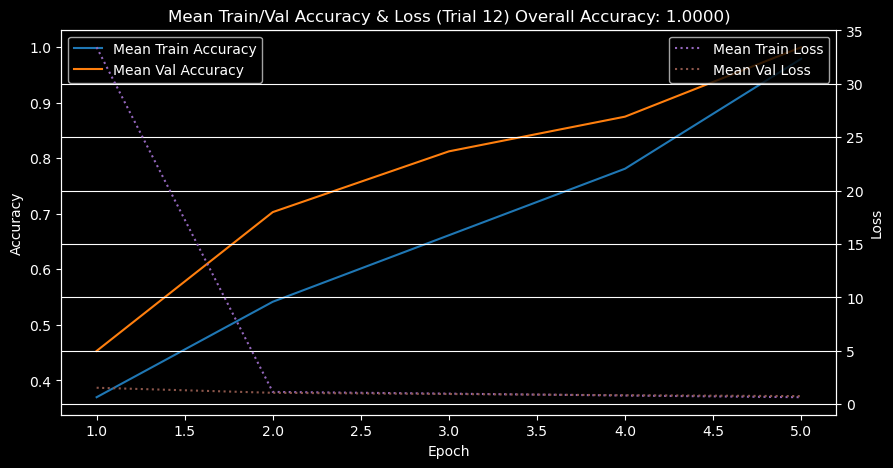 Mean Train/Val Accuracy & Loss (Trial 12) Overall Accuracy: 1.0000)
Mean Train Accuracy
Mean Val Accuracy
Mean Train Loss
Mean Val Loss
Accuracy
1.0
0.9
0.8
0.7
0.6
0.5
0.4
35
30
25
20
15
10
5
0
Loss
1.0 1.5 2.0 2.5 3.0 3.5 4.0 4.5 5.0
Epoch